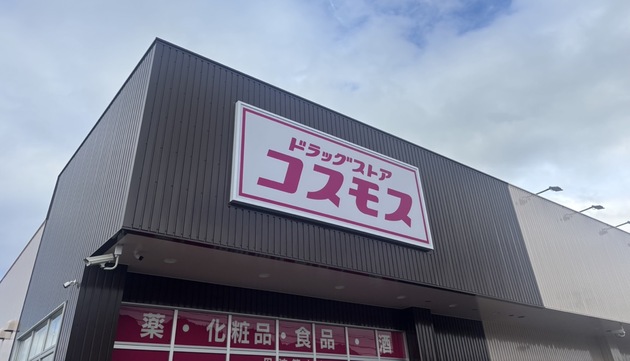 ドラッグストア
コスモス
薬・化粧品・食品・酒